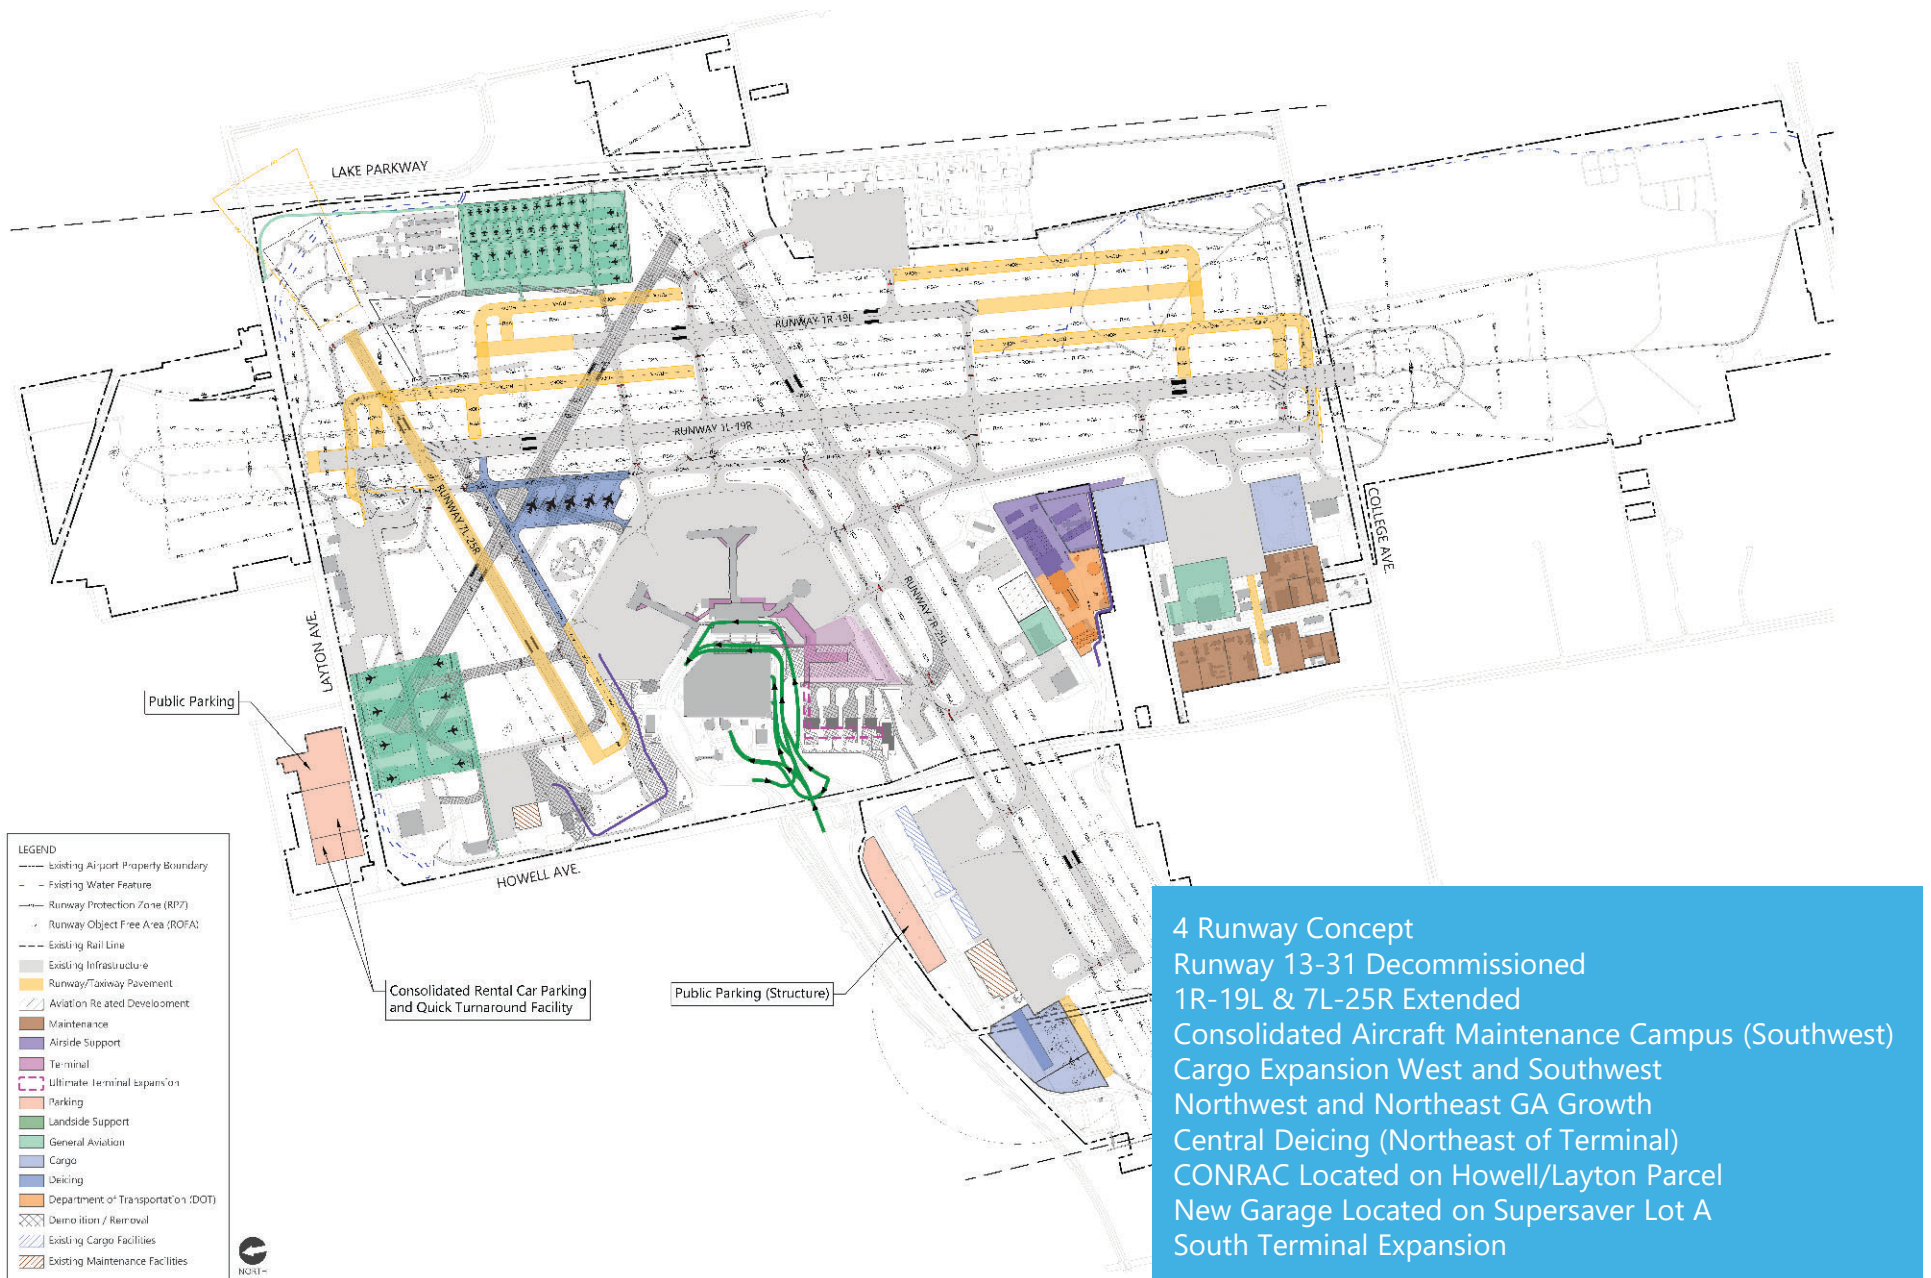 LAKE PARKWAY
RUNWAY 1R-19L
RUNWAY 1L-19R
RUNWAY 7L-25R
RUNWAY 7R-25L
COLLEGE AVE.
LAYTON AVE.
HOWELL AVE.
Public Parking
Consolidated Rental Car Parking
and Quick Turnaround Facility
Public Parking (Structure)
LEGEND
Existing Airport Property Boundary
Existing Water Feature
Runway Protection Zone (RPZ)
Runway Object Free Area (ROFA)
Existing Rail Line
Existing Infrastructure
Runway/Taxiway Pavement
Aviation Related Development
Maintenance
Airside Support
Terminal
Ultimate Terminal Expansion
Parking
Landside Support
General Aviation
Cargo
Deicing
Department of Transportation (DOT)
Demolition / Removal
Existing Cargo Facilities
Existing Maintenance Facilities
NORTH
4 Runway Concept
Runway 13-31 Decommissioned
1R-19L & 7L-25R Extended
Consolidated Aircraft Maintenance Campus (Southwest)
Cargo Expansion West and Southwest
Northwest and Northeast GA Growth
Central Deicing (Northeast of Terminal)
CONRAC Located on Howell/Layton Parcel
New Garage Located on Supersaver Lot A
South Terminal Expansion